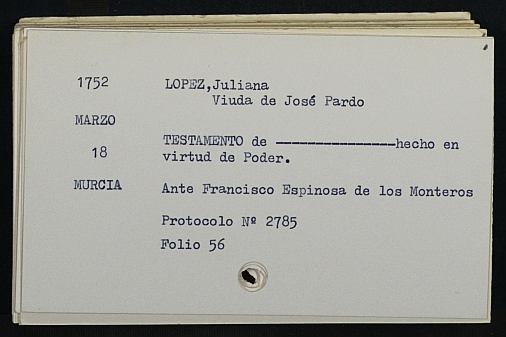 1752 LOPEZ,Juliana
Viuda de José Pardo
MARZO
TESTAMENTO de ----------------hecho en
18 virtud de Poder.
MURCIA Ante Francisco Espinosa de los Monteros
Protocolo Nº 2785
Folio 56